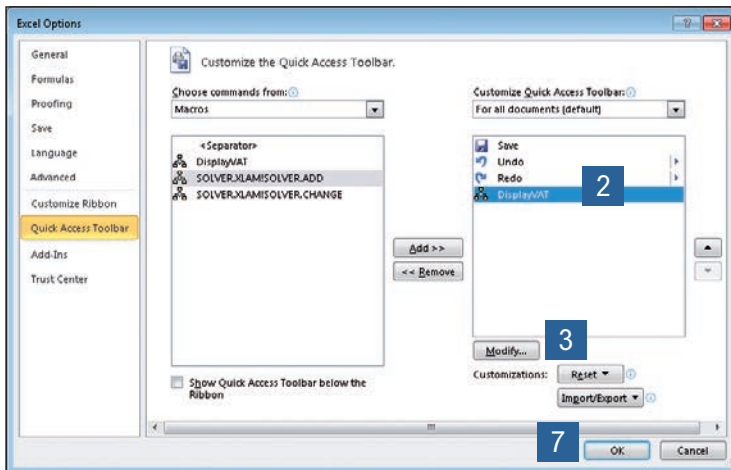 Excel Options
General
Formulas
Proofing
Save
Language
Advanced
Customize Ribbon
Quick Access Toolbar
Add-Ins
Trust Center
Customize the Quick Access Toolbar.
Choose commands from:
Macros
<Separator>
DisplayVAT
SOLVER.XLAM!SOLVER.ADD
SOLVER.XLAM!SOLVER.CHANGE
Show Quick Access Toolbar below the
Ribbon
Add >>
<< Remove
Customize Quick Access Toolbar:
For all documents (default)
Save
Undo
Redo
DisplayVAT
2
Modify...
3
Customizations:
Reset
Import/Export
7
OK
Cancel